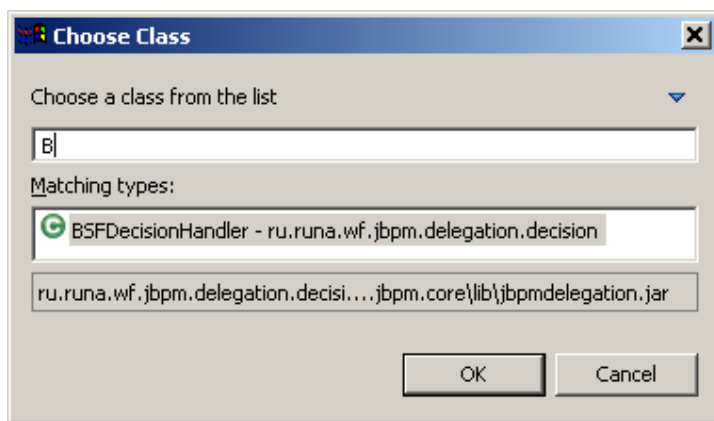 Choose Class
Choose a class from the list
B
Matching types:
BSFDecisionHandler - ru.runa.wf.jbpm.delegation.decision
ru.runa.wf.jbpm.delegation.decisi....jbpm.core\lib\jbpmdelegation.jar
OK Cancel